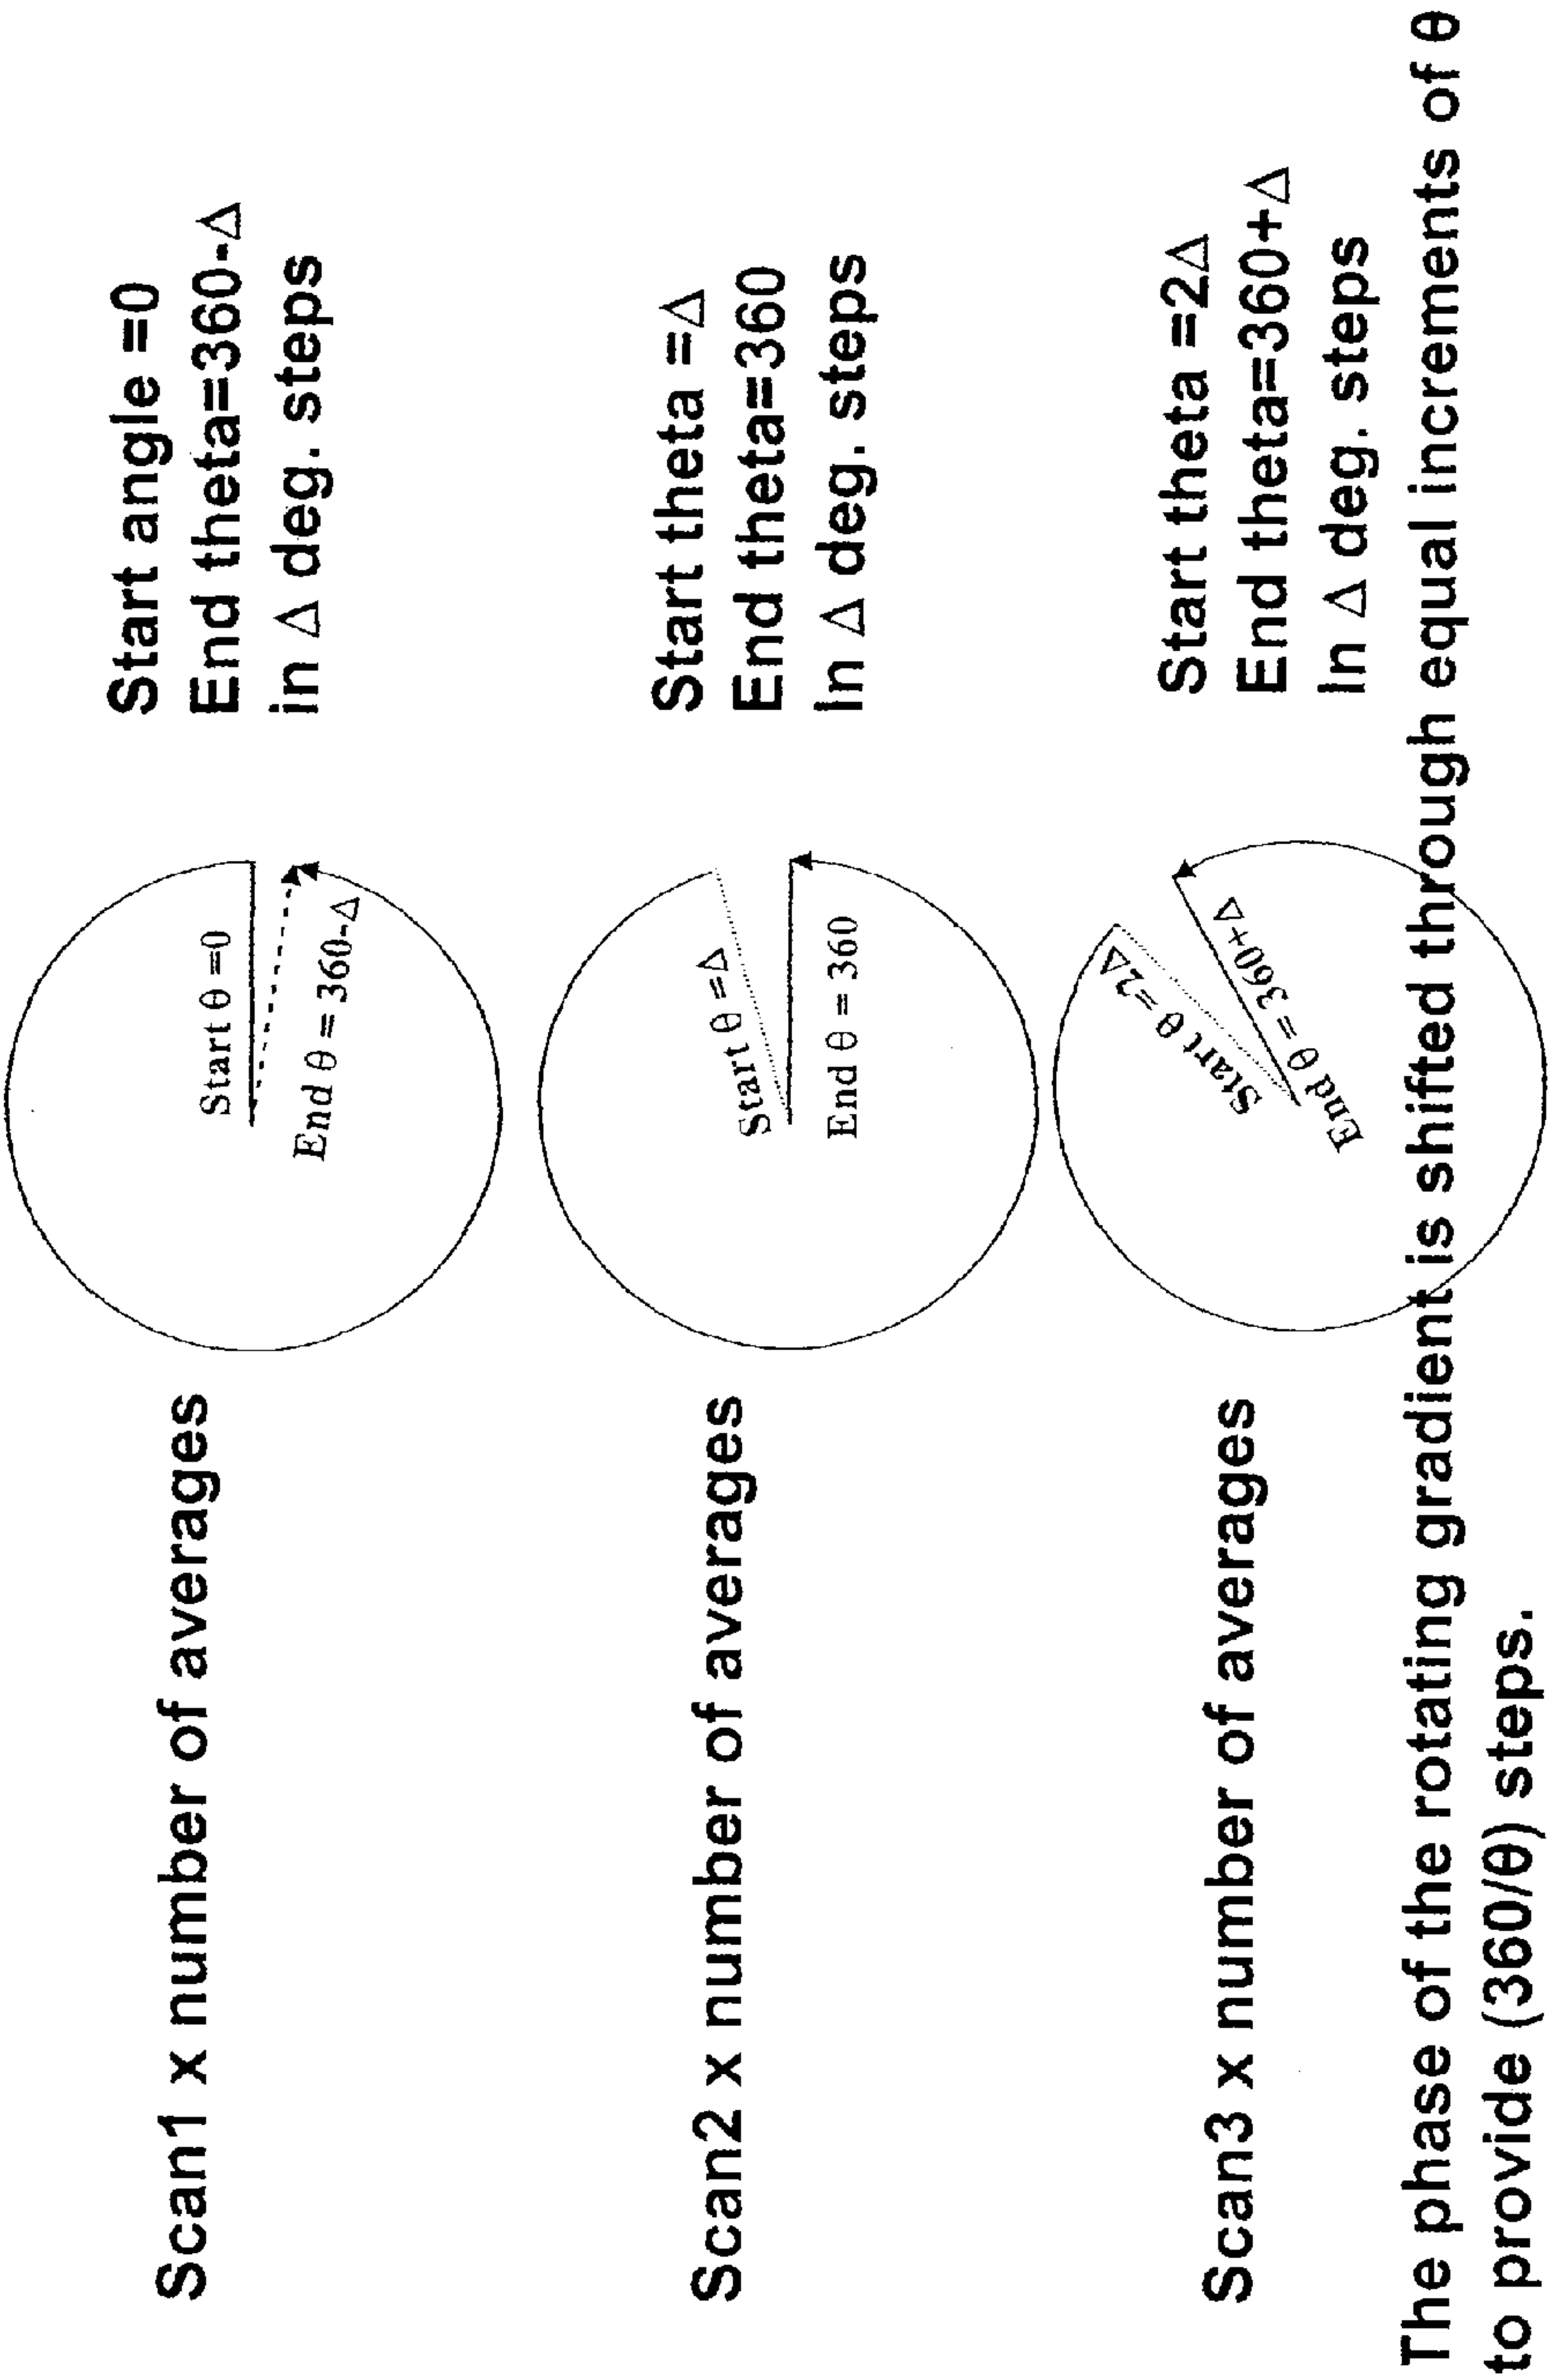 Scan1 x number of averages
Start θ =0
End θ = 360-Δ
Start angle =0
End theta=360-Δ
in Δ deg. steps
Scan2 x number of averages
Start θ =Δ
End θ = 360
Start theta =Δ
End theta=360
In Δ deg. steps
Scan3 x number of averages
Start θ =2Δ
End θ = 360+Δ
Start theta =2Δ
End theta=360+Δ
In Δ deg. steps
The phase of the rotating gradient is shifted through equal increments of θ
to provide (360/θ) steps.